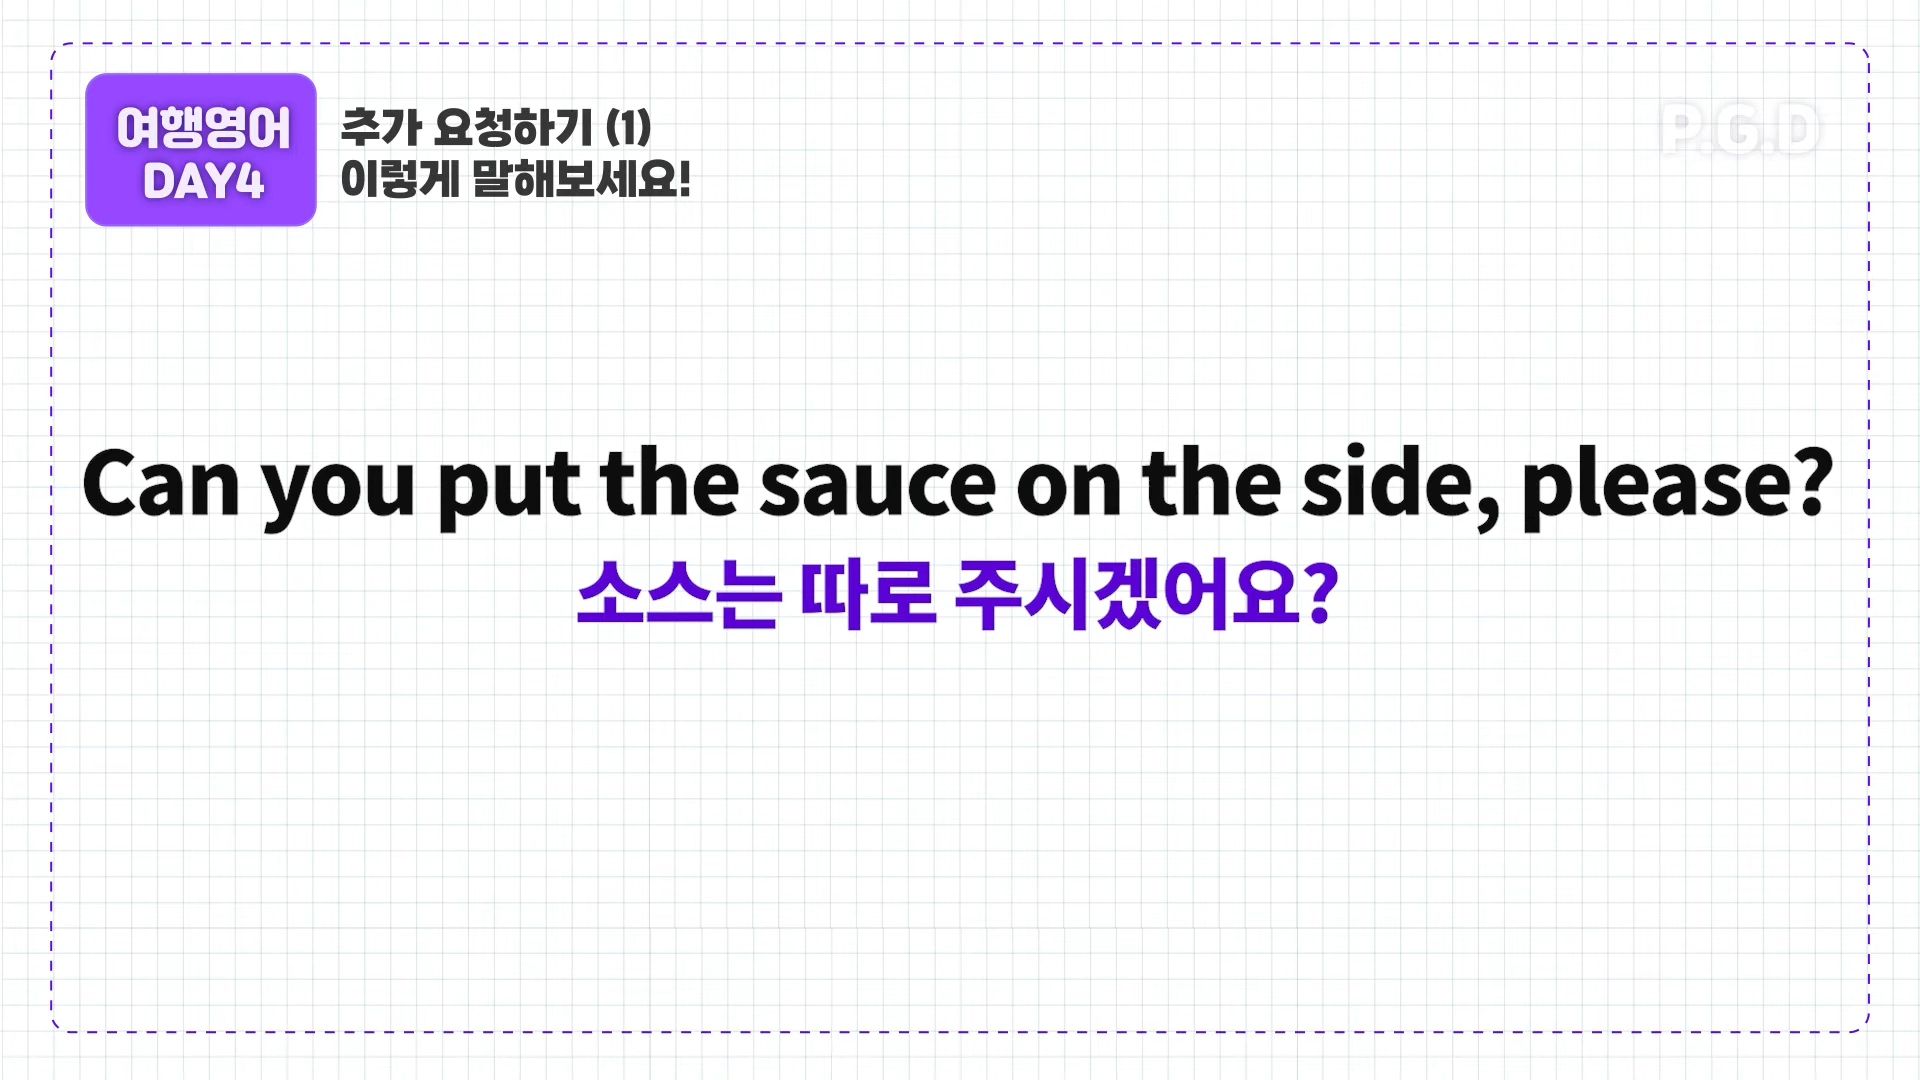 여행영어
DAY4
추가 요청하기 (1)
이렇게 말해보세요!
P.G.D
Can you put the sauce on the side, please?
소스는 따로 주시겠어요?